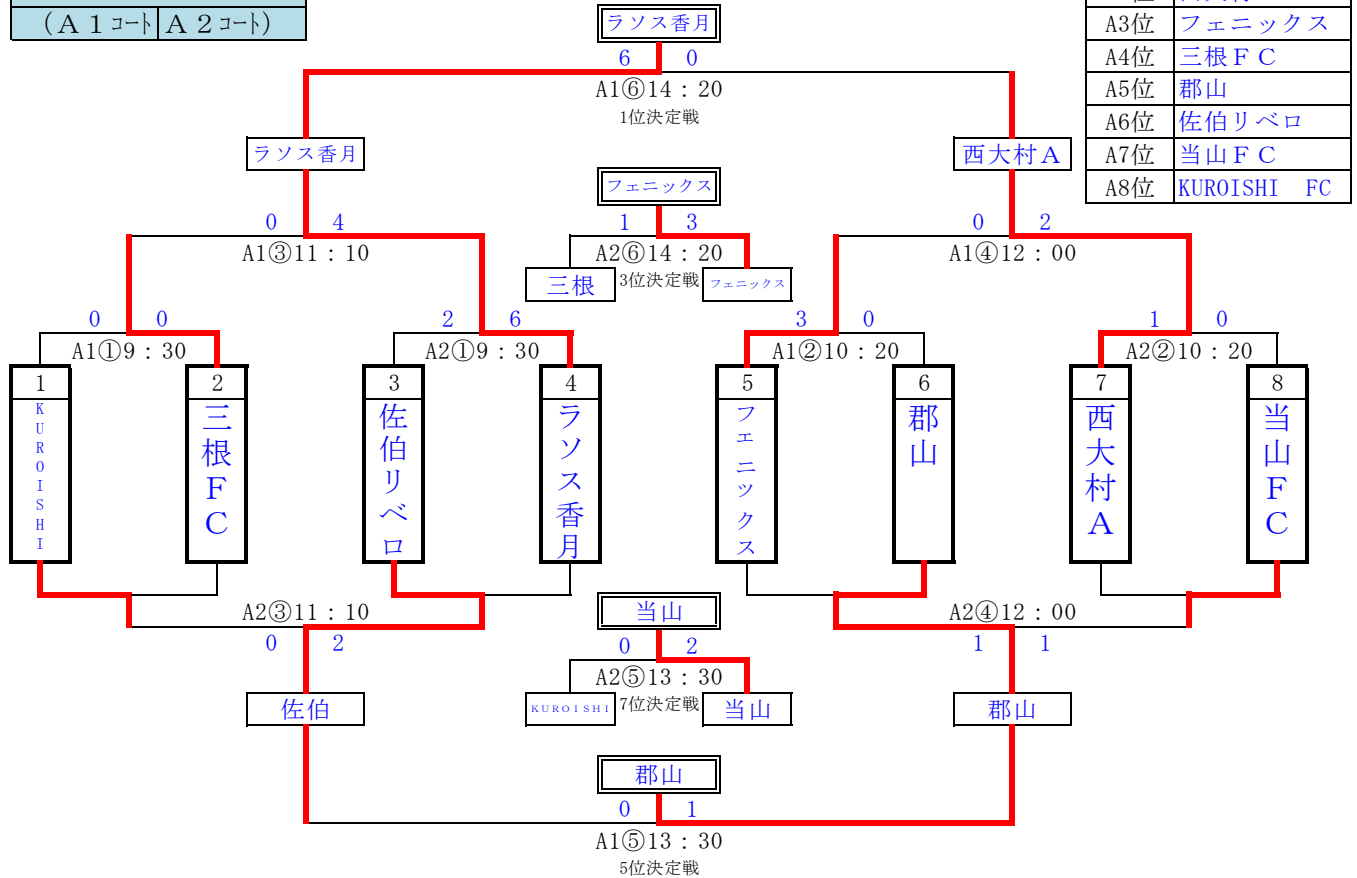 (Ａ１コート Ａ２コート)
ラソス香月
A3位 フェニックス
A4位 三根ＦＣ
A5位 郡山
A6位 佐伯リベロ
A7位 当山ＦＣ
A8位 KUROISHI　FC
6 0
A1⑥14：20
1位決定戦
ラソス香月
西大村Ａ
フェニックス
0 4
A1③11：10
1 3
A2⑥14：20
3位決定戦
三根
フェニックス
0 2
A1④12：00
0 0
A1①9：30
2 6
A2①9：30
3 0
A1②10：20
1 0
A2②10：20
1
KUROISHI
2
三根ＦＣ
3
佐伯リベロ
4
ラソス香月
5
フェニックス
6
郡山
7
西大村Ａ
8
当山ＦＣ
A2③11：10
0 2
当山
0 2
A2⑤13：30
7位決定戦
KUROISHI
当山
A2④12：00
1 1
佐伯
郡山
郡山
0 1
A1⑤13：30
5位決定戦